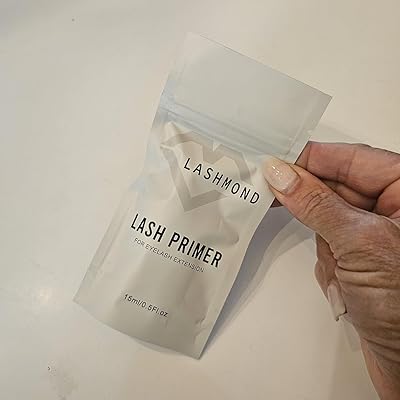 LASHMOND
LASH PRIMER
FOR EYELASH EXTENSION
15ml/0.5Fl.oz